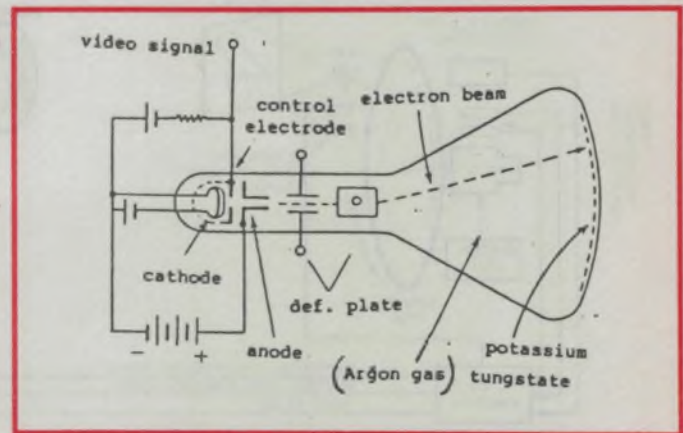 video signal
control
electrode
electron beam
cathode
def. plate
- +
anode
(Argon gas)
potassium
tungstate